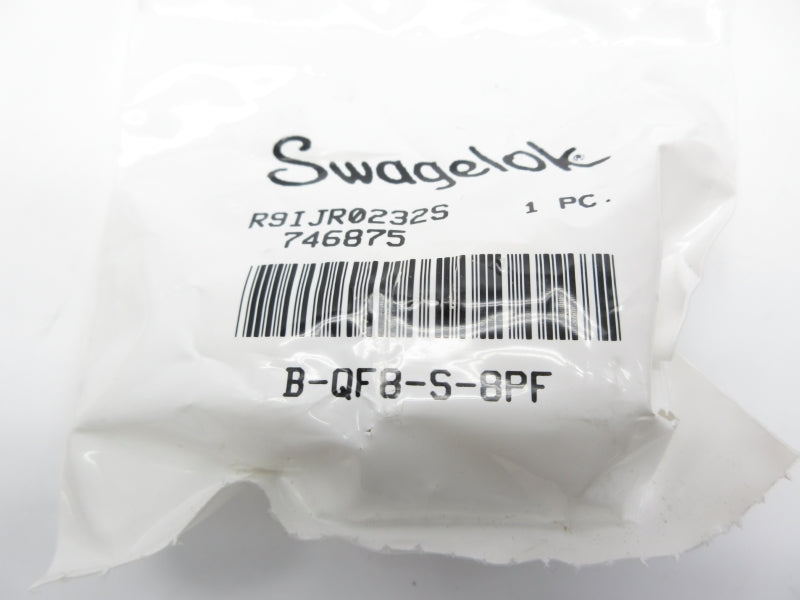 Swagelok®
R9IJR0232S 1 PC.
746875
B-QF8-S-8PF